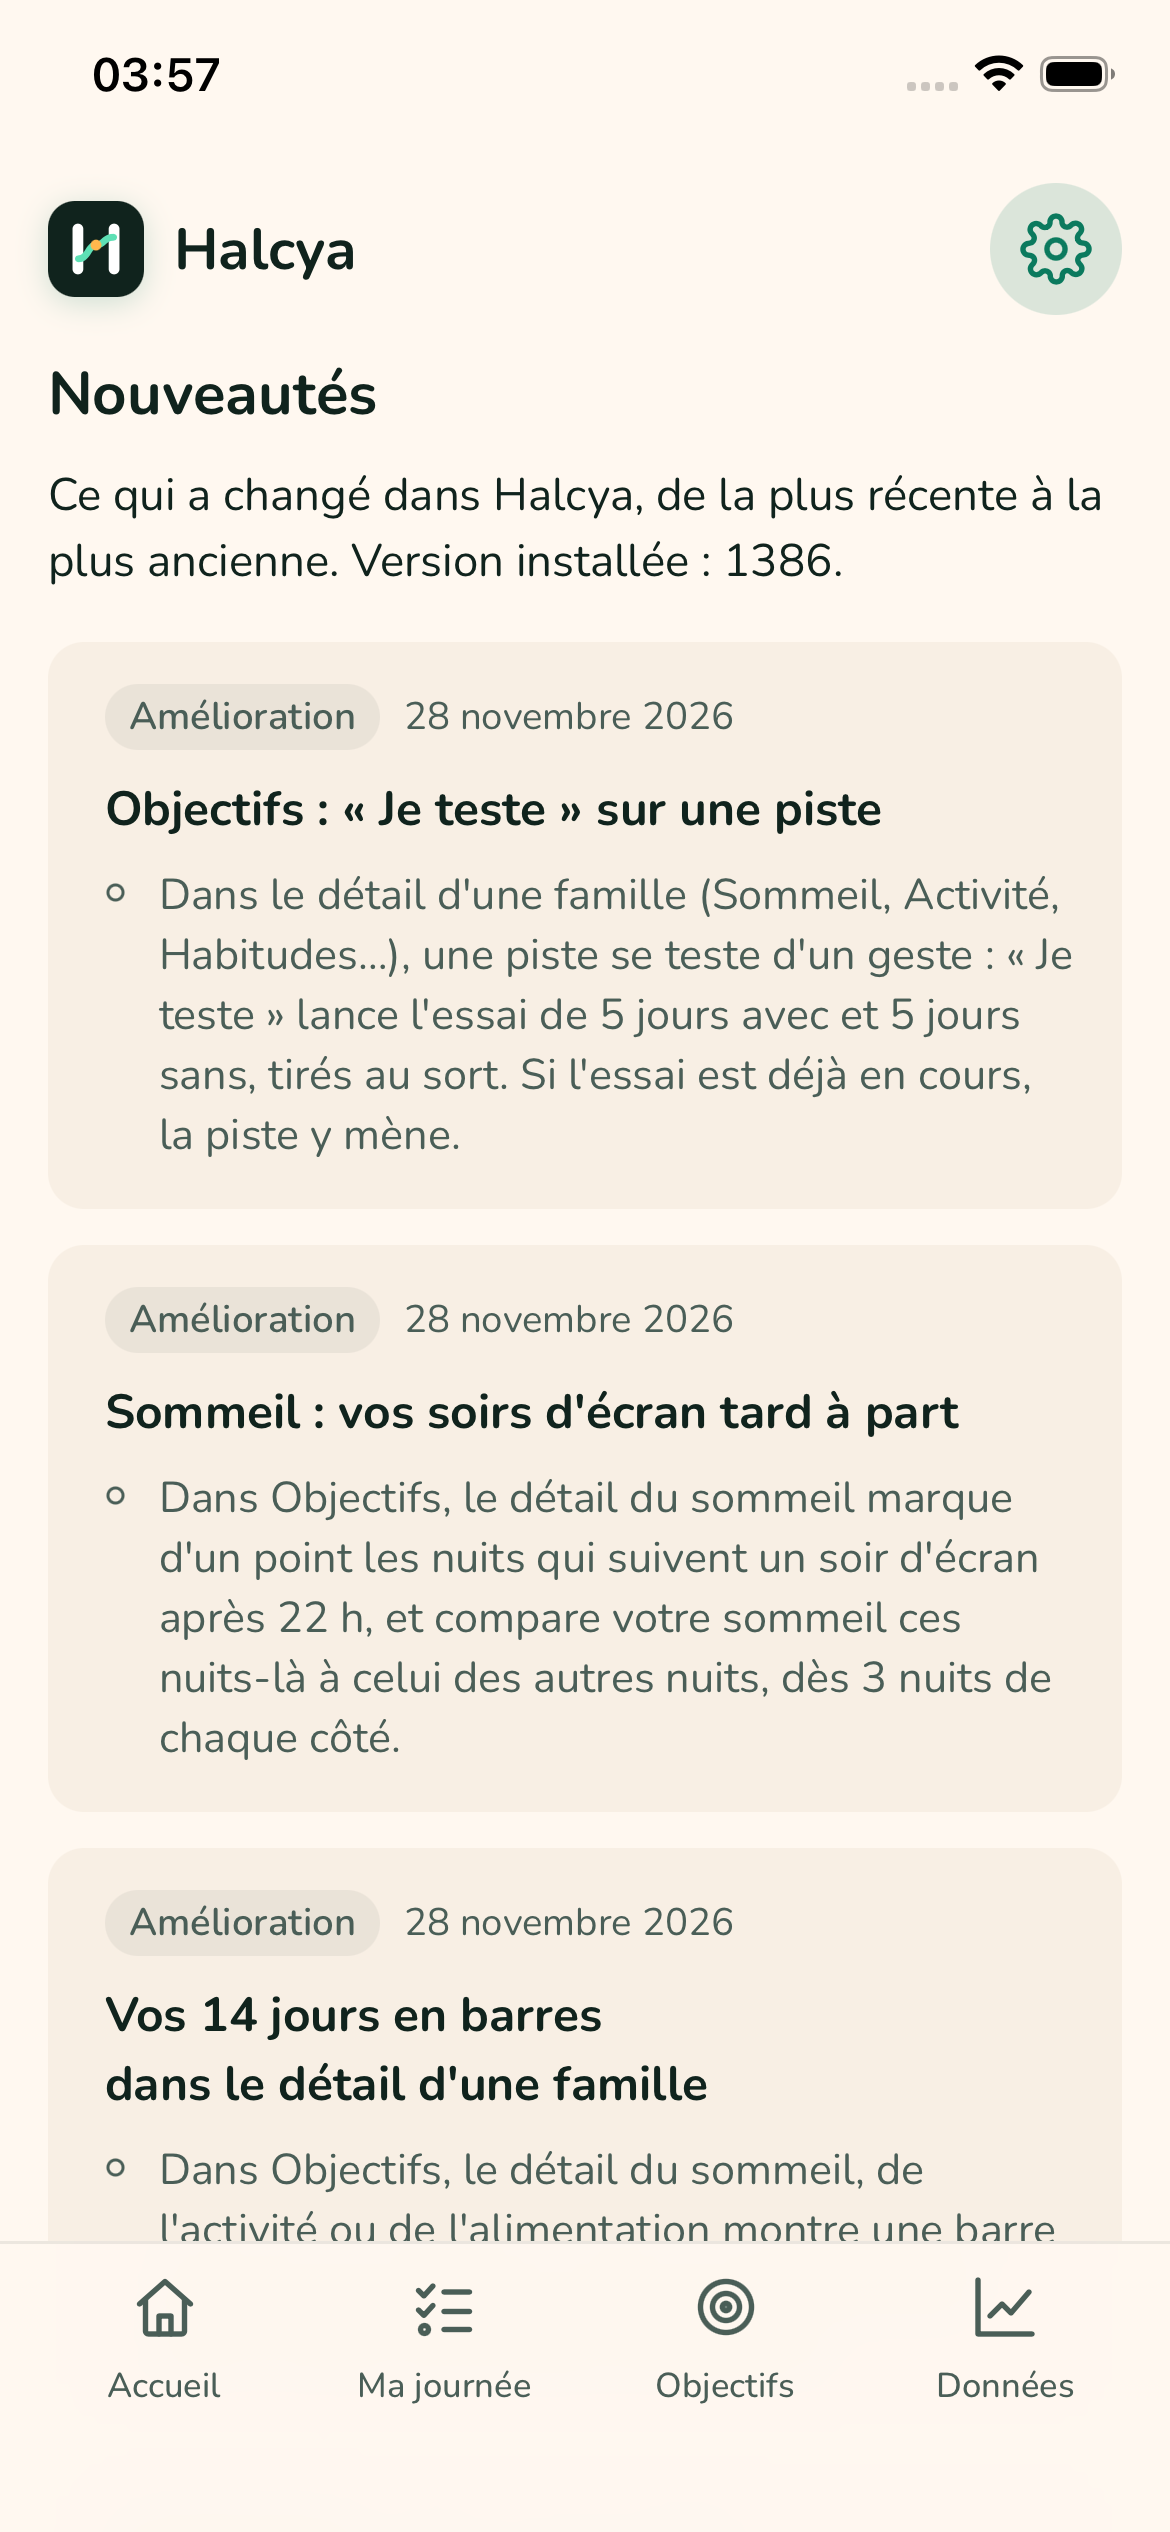 03:57
Halcya
Nouveautés
Ce qui a changé dans Halcya, de la plus récente à la
plus ancienne. Version installée : 1386.
Amélioration 28 novembre 2026
Objectifs : « Je teste » sur une piste
Dans le détail d'une famille (Sommeil, Activité,
Habitudes…), une piste se teste d'un geste : « Je
teste » lance l'essai de 5 jours avec et 5 jours
sans, tirés au sort. Si l'essai est déjà en cours,
la piste y mène.
Amélioration 28 novembre 2026
Sommeil : vos soirs d'écran tard à part
Dans Objectifs, le détail du sommeil marque
d'un point les nuits qui suivent un soir d'écran
après 22 h, et compare votre sommeil ces
nuits-là à celui des autres nuits, dès 3 nuits de
chaque côté.
Amélioration 28 novembre 2026
Vos 14 jours en barres
dans le détail d'une famille
Dans Objectifs, le détail du sommeil, de
l'activité ou de l'alimentation montre une barre
Accueil Ma journée Objectifs Données